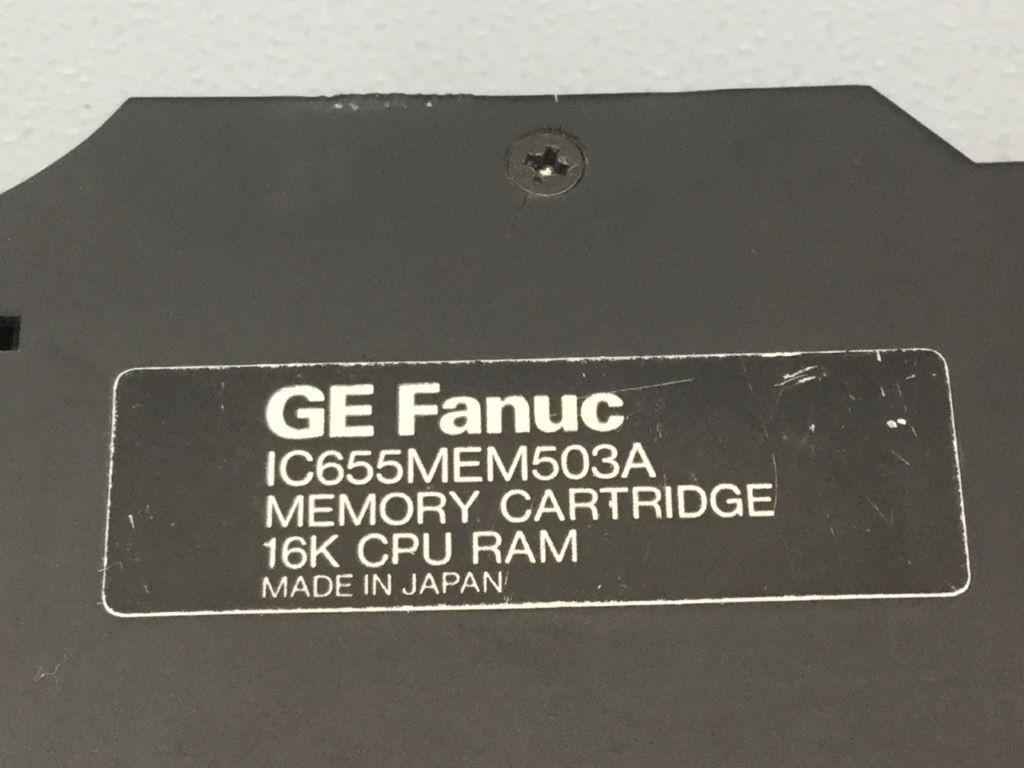 GE Fanuc
IC655MEM503A
MEMORY CARTRIDGE
16K CPU RAM
MADE IN JAPAN